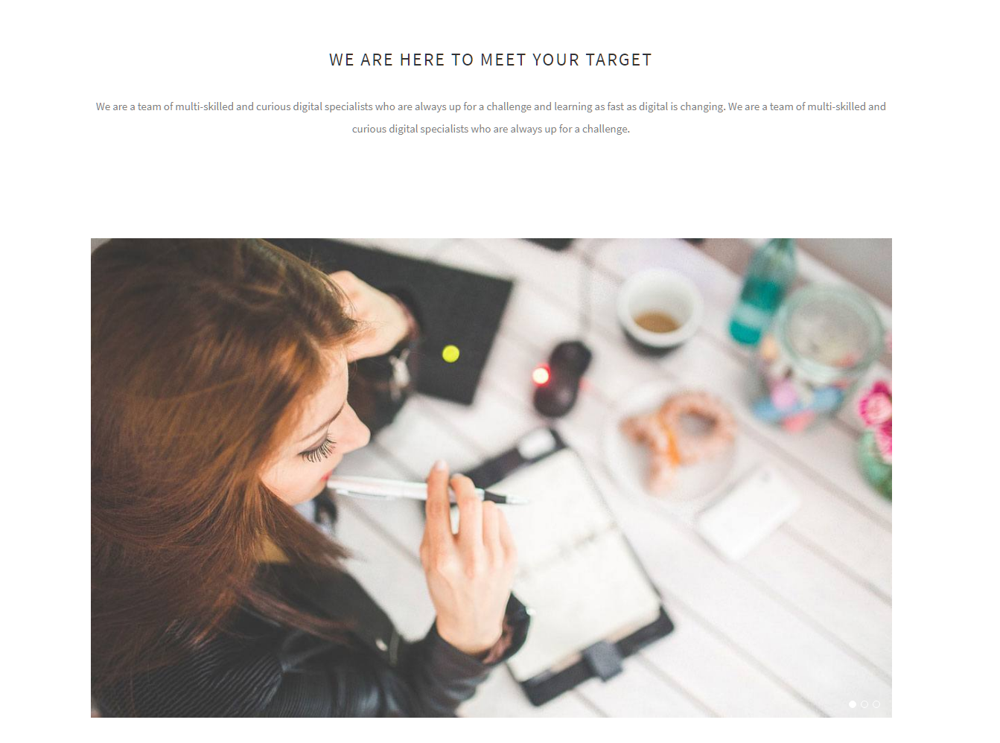 WE ARE HERE TO MEET YOUR TARGET
We are a team of multi-skilled and curious digital specialists who are always up for a challenge and learning as fast as digital is changing. We are a team of multi-skilled and
curious digital specialists who are always up for a challenge.